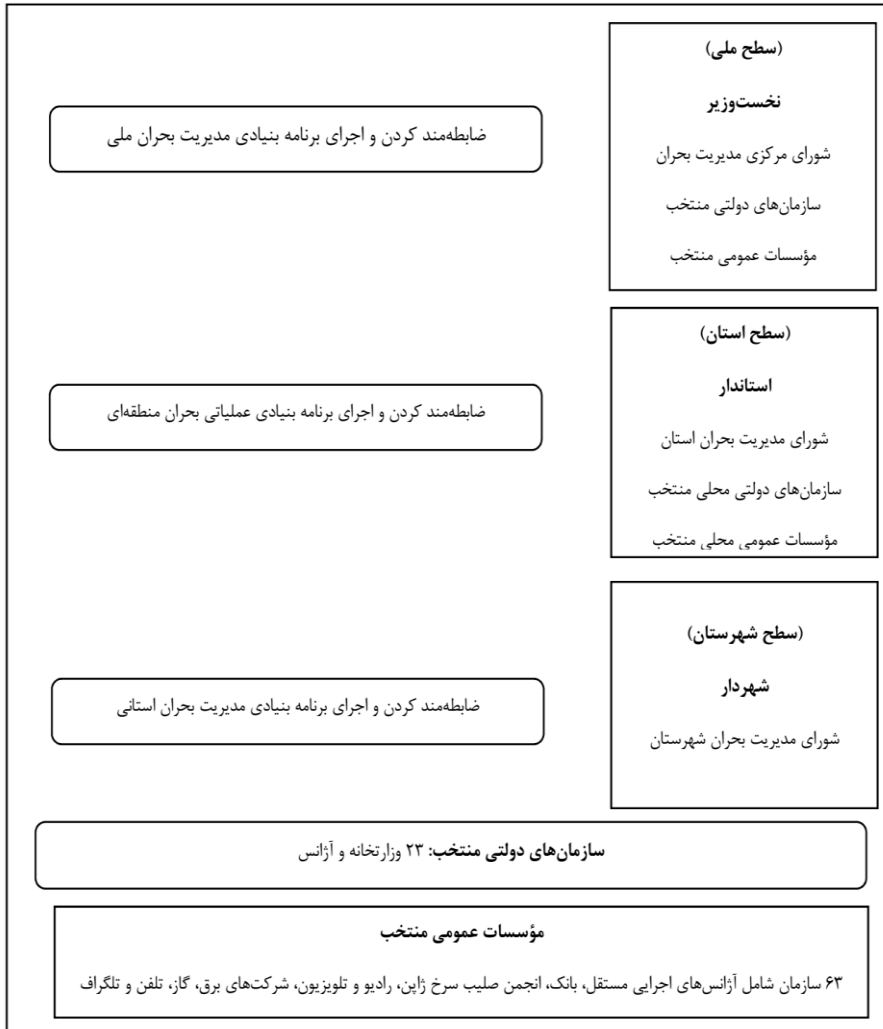 (سطح ملی)
نخست‌وزیر
شورای مرکزی مدیریت بحران
سازمان‌های دولتی منتخب
مؤسسات عمومی منتخب
ضابطه‌مند کردن و اجرای برنامه بنیادی مدیریت بحران ملی
(سطح استان)
استاندار
شورای مدیریت بحران استان
سازمان‌های دولتی محلی منتخب
مؤسسات عمومی محلی منتخب
ضابطه‌مند کردن و اجرای برنامه بنیادی عملیاتی بحران منطقه‌ای
(سطح شهرستان)
شهردار
شورای مدیریت بحران شهرستان
ضابطه‌مند کردن و اجرای برنامه بنیادی مدیریت بحران استانی
سازمان‌های دولتی منتخب: ۲۳ وزارتخانه و آژانس
مؤسسات عمومی منتخب
۶۳ سازمان شامل آژانس‌های اجرایی مستقل، بانک، انجمن صلیب سرخ ژاپن، رادیو و تلویزیون، شرکت‌های برق، گاز، تلفن و تلگراف